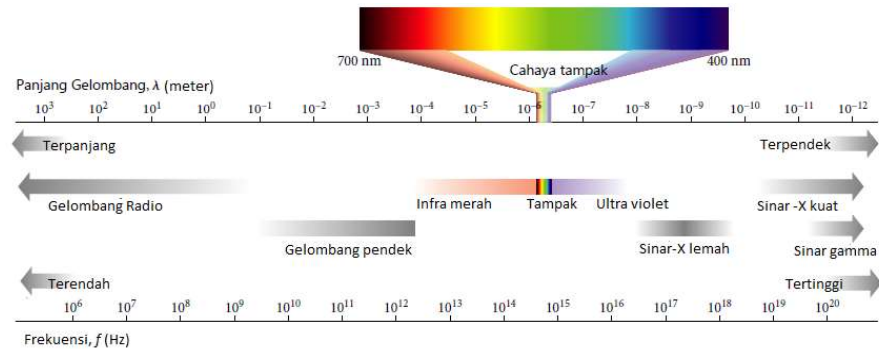 700 nm 400 nm
Cahaya tampak
Panjang Gelombang, λ (meter)
10³ 10² 10¹ 10⁰ 10⁻¹ 10⁻² 10⁻³ 10⁻⁴ 10⁻⁵ 10⁻⁶ 10⁻⁷ 10⁻⁸ 10⁻⁹ 10⁻¹⁰ 10⁻¹¹ 10⁻¹²
Terpanjang Terpendek
Gelombang Radio Infra merah Tampak Ultra violet Sinar -X kuat
Gelombang pendek Sinar-X lemah Sinar gamma
Terendah Tertinggi
10⁶ 10⁷ 10⁸ 10⁹ 10¹⁰ 10¹¹ 10¹² 10¹³ 10¹⁴ 10¹⁵ 10¹⁶ 10¹⁷ 10¹⁸ 10¹⁹ 10²⁰
Frekuensi, f (Hz)